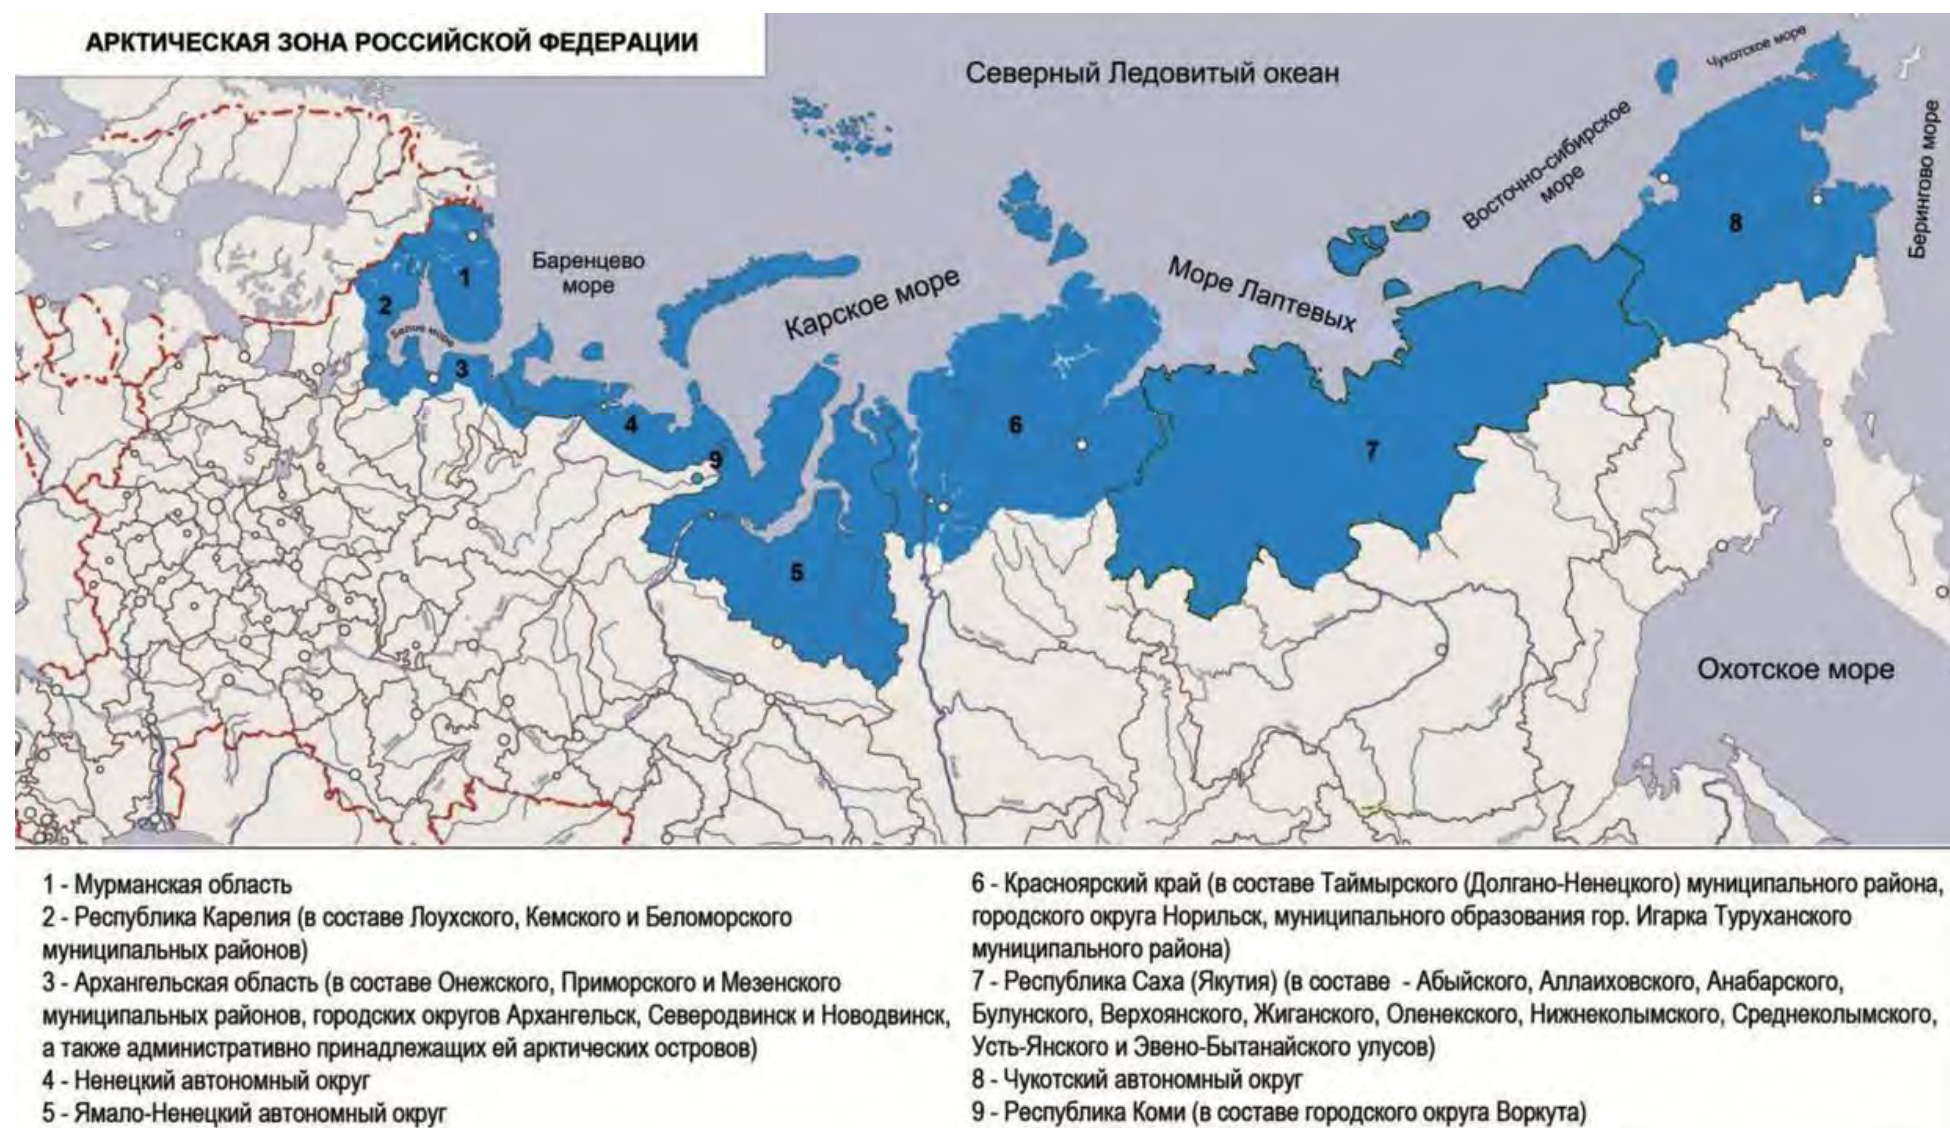 АРКТИЧЕСКАЯ ЗОНА РОССИЙСКОЙ ФЕДЕРАЦИИ
Северный Ледовитый океан
Чукотское море
Восточно-сибирское
море
Берингово море
Баренцево
море
Карское море
Море Лаптевых
Белое море
1
2
3
4
9
5
6
7
8
Охотское море
1 - Мурманская область
2 - Республика Карелия (в составе Лоухского, Кемского и Беломорского
муниципальных районов)
3 - Архангельская область (в составе Онежского, Приморского и Мезенского
муниципальных районов, городских округов Архангельск, Северодвинск и Новодвинск,
а также административно принадлежащих ей арктических островов)
4 - Ненецкий автономный округ
5 - Ямало-Ненецкий автономный округ
6 - Красноярский край (в составе Таймырского (Долгано-Ненецкого) муниципального района,
городского округа Норильск, муниципального образования гор. Игарка Туруханского
муниципального района)
7 - Республика Саха (Якутия) (в составе - Абыйского, Аллаиховского, Анабарского,
Булунского, Верхоянского, Жиганского, Оленекского, Нижнеколымского, Среднеколымского,
Усть-Янского и Эвено-Бытанайского улусов)
8 - Чукотский автономный округ
9 - Республика Коми (в составе городского округа Воркута)